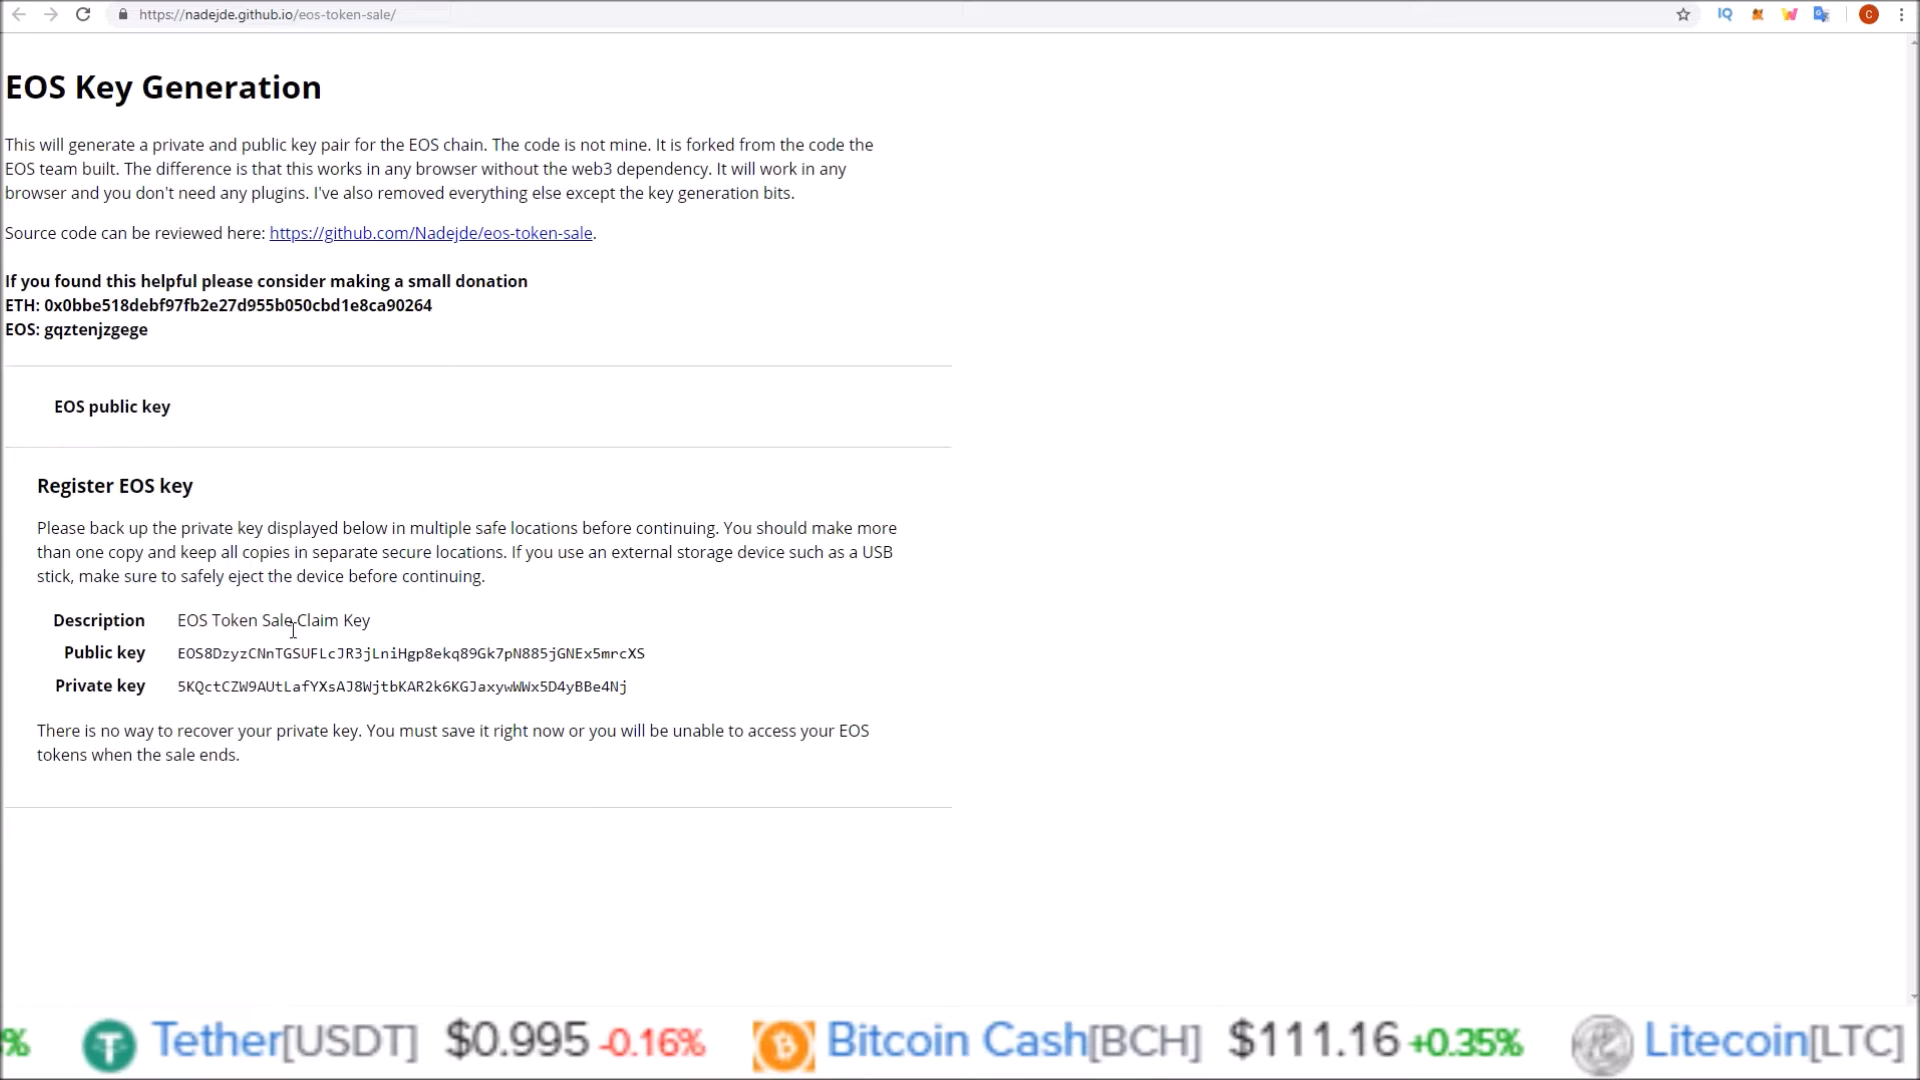 https://nadejde.github.io/eos-token-sale/
IQ
C
EOS Key Generation
This will generate a private and public key pair for the EOS chain. The code is not mine. It is forked from the code the
EOS team built. The difference is that this works in any browser without the web3 dependency. It will work in any
browser and you don't need any plugins. I've also removed everything else except the key generation bits.
Source code can be reviewed here: https://github.com/Nadejde/eos-token-sale.
If you found this helpful please consider making a small donation
ETH: 0x0bbe518debf97fb2e27d955b050cbd1e8ca90264
EOS: gqztenjzgege
EOS public key
Register EOS key
Please back up the private key displayed below in multiple safe locations before continuing. You should make more
than one copy and keep all copies in separate secure locations. If you use an external storage device such as a USB
stick, make sure to safely eject the device before continuing.
Description EOS Token Sale Claim Key
Public key EOS8DzyzCNnTGSUFLcJR3jLniHgp8ekq89Gk7pN885jGNEx5mrcXS
Private key 5KQctCZW9AUtLafYXsAJ8WjtbKAR2k6KGJaxywWWx5D4yBBe4Nj
There is no way to recover your private key. You must save it right now or you will be unable to access your EOS
tokens when the sale ends.
% Tether[USDT] $0.995 -0.16% Bitcoin Cash[BCH] $111.16 +0.35% Litecoin[LTC]